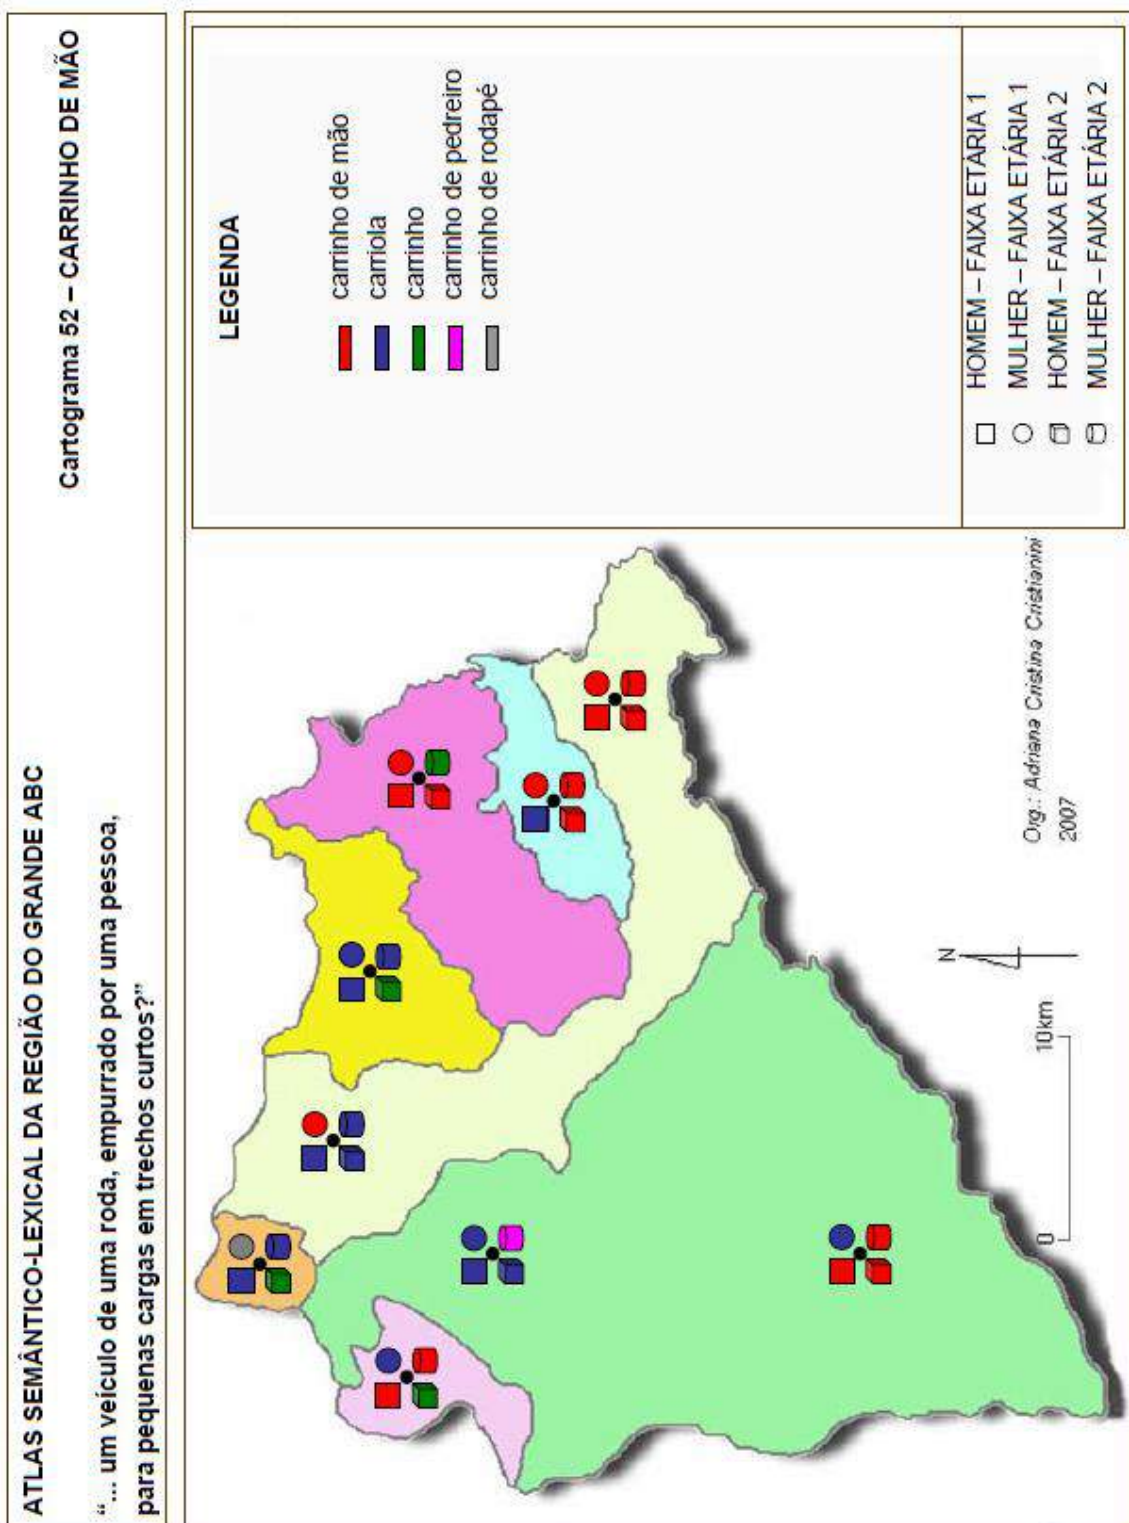 ATLAS SEMÂNTICO-LEXICAL DA REGIÃO DO GRANDE ABC
Cartograma 52 – CARRINHO DE MÃO
“... um veículo de uma roda, empurrado por uma pessoa,
para pequenas cargas em trechos curtos?”
LEGENDA
carrinho de mão
carriola
carrinho
carrinho de pedreiro
carrinho de rodapé
HOMEM – FAIXA ETÁRIA 1
MULHER – FAIXA ETÁRIA 1
HOMEM – FAIXA ETÁRIA 2
MULHER – FAIXA ETÁRIA 2
N
0
10km
Org.: Adriana Cristina Cristianini
2007